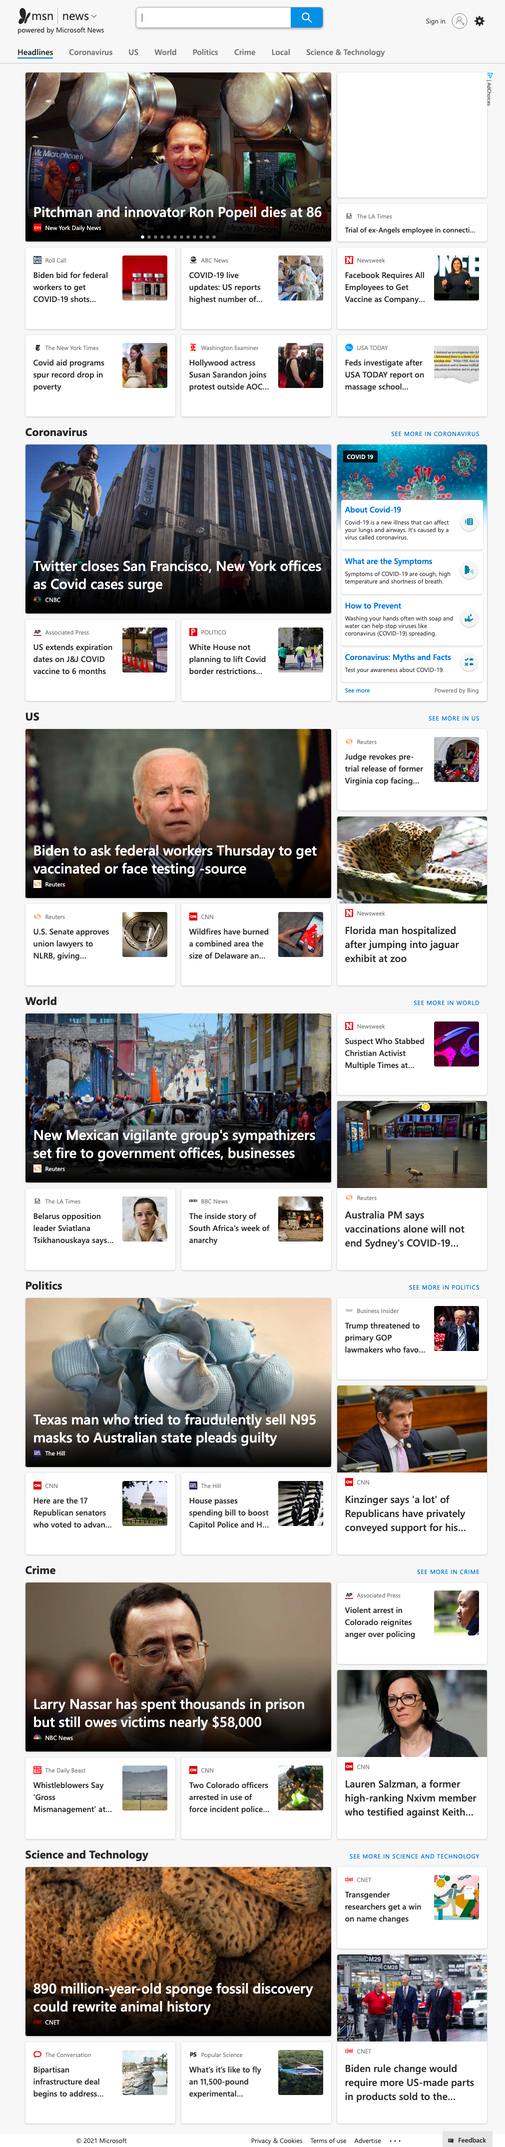 msn news
powered by Microsoft News
Sign in
Headlines Coronavirus US World Politics Crime Local Science & Technology
Pitchman and innovator Ron Popeil dies at 86
New York Daily News
AdChoices
The LA Times
Trial of ex-Angels employee in connecti...
Roll Call
Biden bid for federal
workers to get
COVID-19 shots...
ABC News
COVID-19 live
updates: US reports
highest number of...
Newsweek
Facebook Requires All
Employees to Get
Vaccine as Company...
The New York Times
Covid aid programs
spur record drop in
poverty
Washington Examiner
Hollywood actress
Susan Sarandon joins
protest outside AOC...
USA TODAY
Feds investigate after
USA TODAY report on
massage school...
Coronavirus
SEE MORE IN CORONAVIRUS
Twitter closes San Francisco, New York offices
as Covid cases surge
CNBC
COVID 19
About Covid-19
Covid-19 is a new illness that can affect
your lungs and airways. It's caused by a
virus called coronavirus.
What are the Symptoms
Symptoms of COVID-19 are cough, high
temperature and shortness of breath.
How to Prevent
Washing your hands often with soap and
water can help stop viruses like
coronavirus (COVID-19) spreading.
Coronavirus: Myths and Facts
Test your awareness about COVID-19.
See more
Powered by Bing
Associated Press
US extends expiration
dates on J&J COVID
vaccine to 6 months
POLITICO
White House not
planning to lift Covid
border restrictions...
US
SEE MORE IN US
Biden to ask federal workers Thursday to get
vaccinated or face testing -source
Reuters
Reuters
Judge revokes pre-
trial release of former
Virginia cop facing...
Newsweek
Florida man hospitalized
after jumping into jaguar
exhibit at zoo
Reuters
U.S. Senate approves
union lawyers to
NLRB, giving...
CNN
Wildfires have burned
a combined area the
size of Delaware an...
World
SEE MORE IN WORLD
New Mexican vigilante group's sympathizers
set fire to government offices, businesses
Reuters
Newsweek
Suspect Who Stabbed
Christian Activist
Multiple Times at...
Reuters
Australia PM says
vaccinations alone will not
end Sydney's COVID-19...
The LA Times
Belarus opposition
leader Sviatlana
Tsikhanouskaya says...
BBC News
The inside story of
South Africa's week of
anarchy
Politics
SEE MORE IN POLITICS
Texas man who tried to fraudulently sell N95
masks to Australian state pleads guilty
The Hill
Business Insider
Trump threatened to
primary GOP
lawmakers who favo...
CNN
Kinzinger says 'a lot' of
Republicans have privately
conveyed support for his...
CNN
Here are the 17
Republican senators
who voted to advan...
The Hill
House passes
spending bill to boost
Capitol Police and H...
Crime
SEE MORE IN CRIME
Larry Nassar has spent thousands in prison
but still owes victims nearly $58,000
NBC News
Associated Press
Violent arrest in
Colorado reignites
anger over policing
CNN
Lauren Salzman, a former
high-ranking Nxivm member
who testified against Keith...
The Daily Beast
Whistleblowers Say
'Gross
Mismanagement' at...
CNN
Two Colorado officers
arrested in use of
force incident police...
Science and Technology
SEE MORE IN SCIENCE AND TECHNOLOGY
890 million-year-old sponge fossil discovery
could rewrite animal history
CNET
CNET
Transgender
researchers get a win
on name changes
CNET
Biden rule change would
require more US-made parts
in products sold to the...
The Conversation
Bipartisan
infrastructure deal
begins to address...
Popular Science
What's it's like to fly
an 11,500-pound
experimental...
© 2021 Microsoft
Privacy & Cookies Terms of use Advertise ...
Feedback